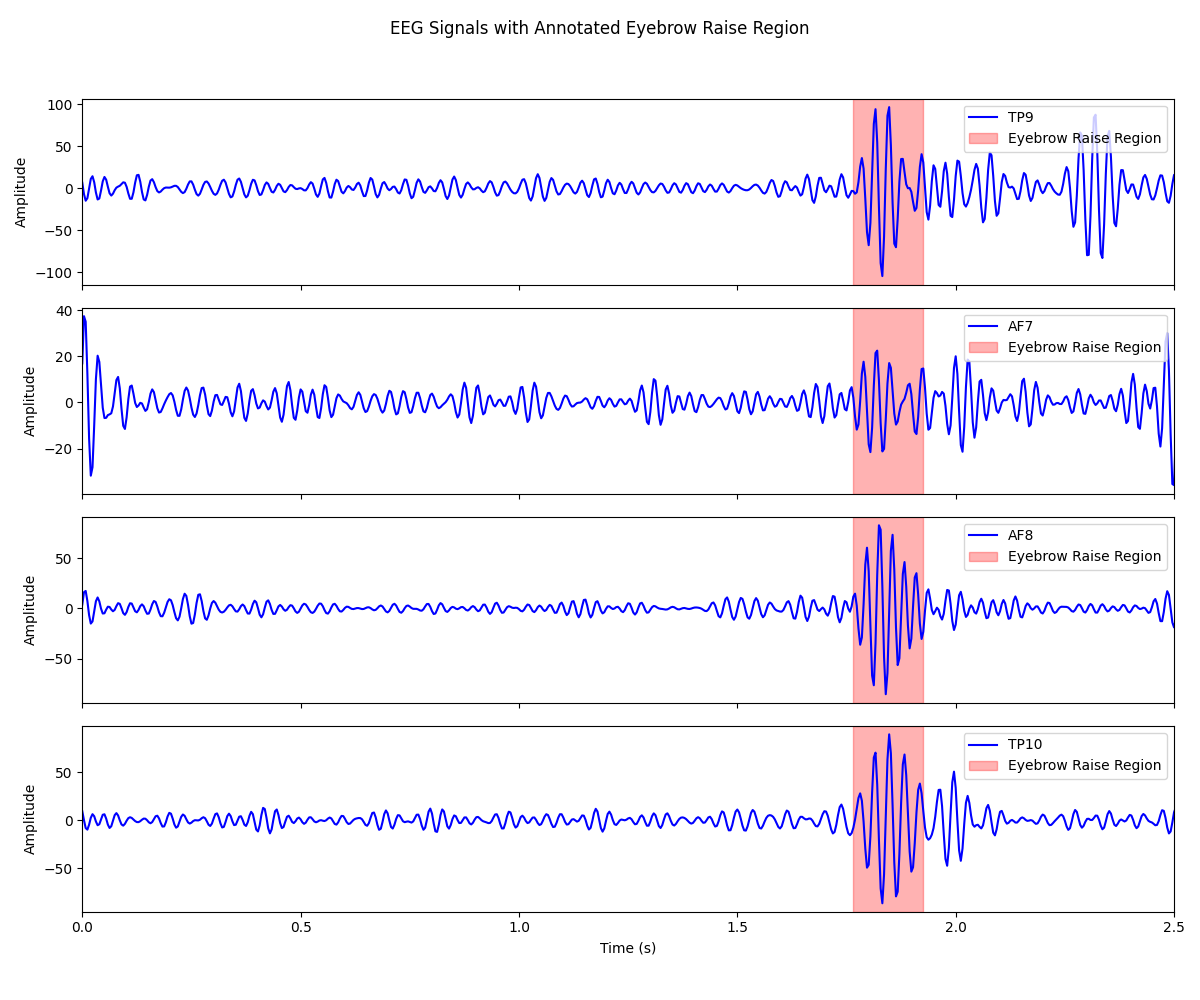 EEG Signals with Annotated Eyebrow Raise Region
100
50
0
−50
−100
Amplitude
TP9
Eyebrow Raise Region
40
20
0
−20
Amplitude
AF7
Eyebrow Raise Region
50
0
−50
Amplitude
AF8
Eyebrow Raise Region
50
0
−50
Amplitude
TP10
Eyebrow Raise Region
0.0 0.5 1.0 1.5 2.0 2.5
Time (s)